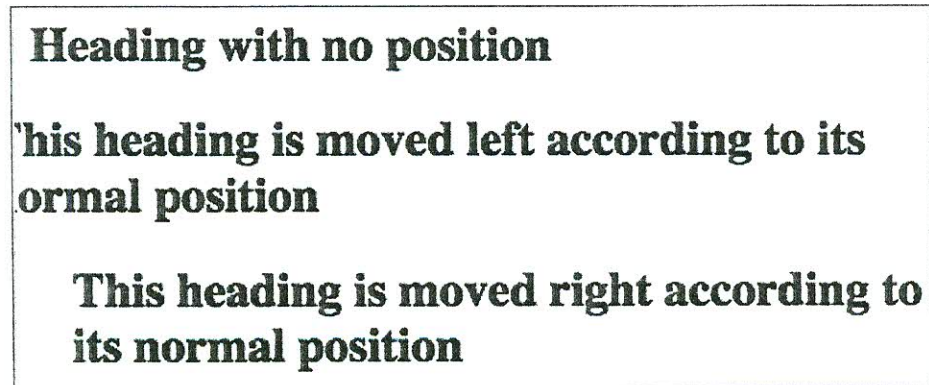 Heading with no position
'his heading is moved left according to its
ormal position
This heading is moved right according to
its normal position